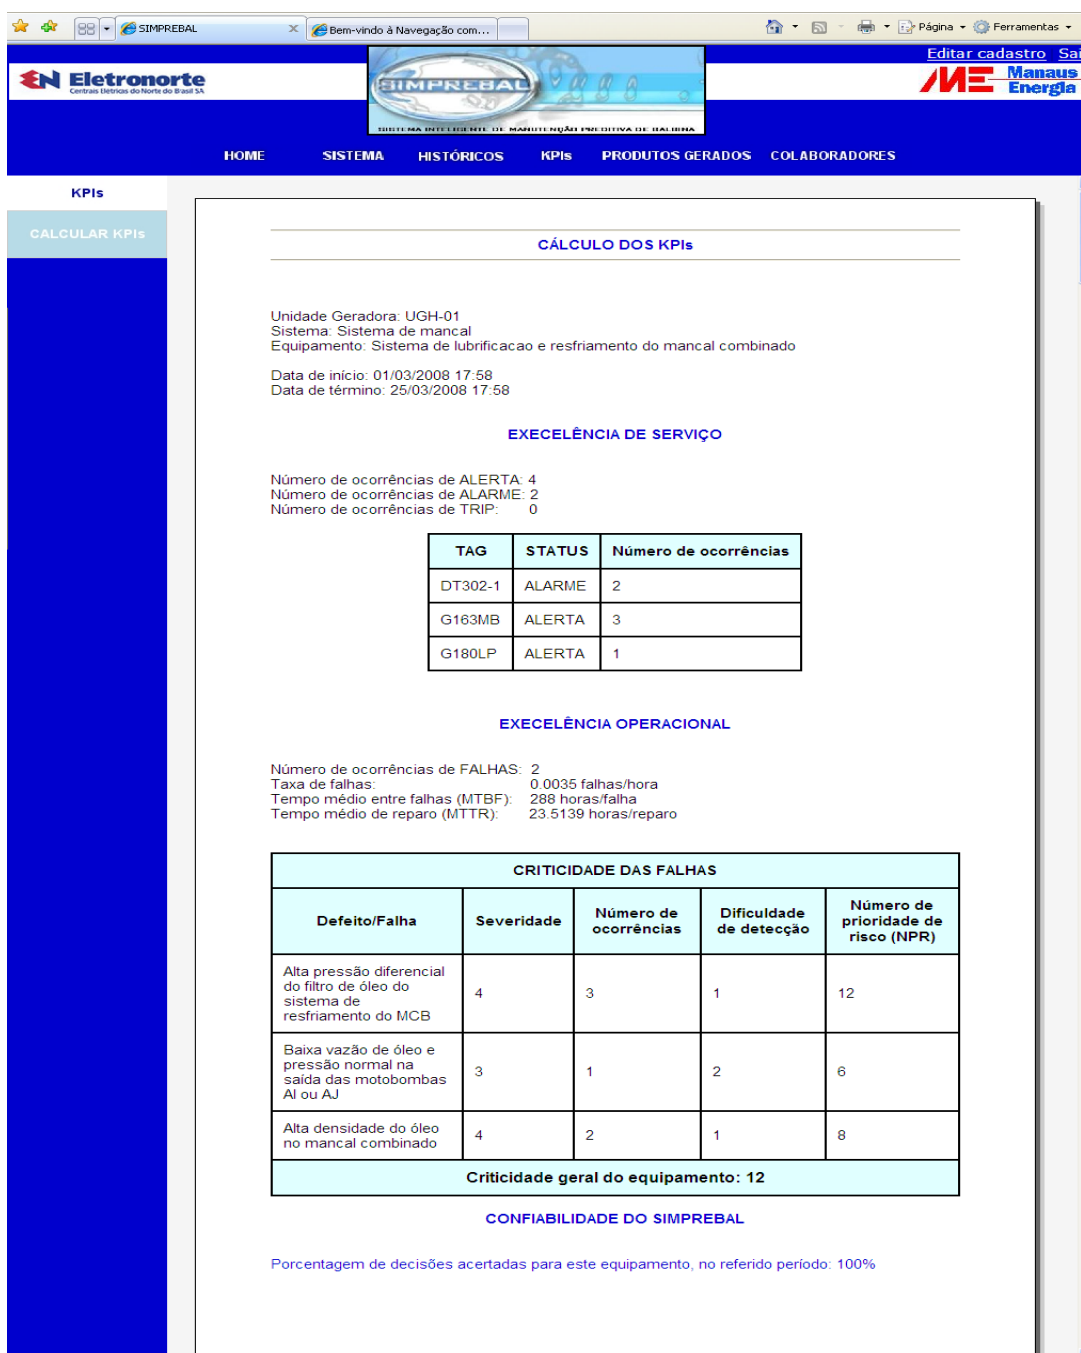 SIMPREBAL
Bem-vindo à Navegação com...
Página
Ferramentas
Editar cadastro Sai
Eletronorte
Centrais Elétricas do Norte do Brasil SA
SIMPREBAL
SISTEMA INTELIGENTE DE MANUTENÇÃO PREDITIVA DE BALBINA
Manaus
Energia
HOME SISTEMA HISTÓRICOS KPIs PRODUTOS GERADOS COLABORADORES
KPIs
CALCULAR KPIs
CÁLCULO DOS KPIs
Unidade Geradora: UGH-01
Sistema: Sistema de mancal
Equipamento: Sistema de lubrificacao e resfriamento do mancal combinado
Data de início: 01/03/2008 17:58
Data de término: 25/03/2008 17:58
EXECELÊNCIA DE SERVIÇO
Número de ocorrências de ALERTA: 4
Número de ocorrências de ALARME: 2
Número de ocorrências de TRIP: 0
TAG STATUS Número de ocorrências
DT302-1 ALARME 2
G163MB ALERTA 3
G180LP ALERTA 1
EXECELÊNCIA OPERACIONAL
Número de ocorrências de FALHAS: 2
Taxa de falhas: 0.0035 falhas/hora
Tempo médio entre falhas (MTBF): 288 horas/falha
Tempo médio de reparo (MTTR): 23.5139 horas/reparo
CRITICIDADE DAS FALHAS
Defeito/Falha Severidade Número de ocorrências Dificuldade de detecção Número de prioridade de risco (NPR)
Alta pressão diferencial
do filtro de óleo do
sistema de
resfriamento do MCB
4 3 1 12
Baixa vazão de óleo e
pressão normal na
saída das motobombas
AI ou AJ
3 1 2 6
Alta densidade do óleo
no mancal combinado
4 2 1 8
Criticidade geral do equipamento: 12
CONFIABILIDADE DO SIMPREBAL
Porcentagem de decisões acertadas para este equipamento, no referido período: 100%